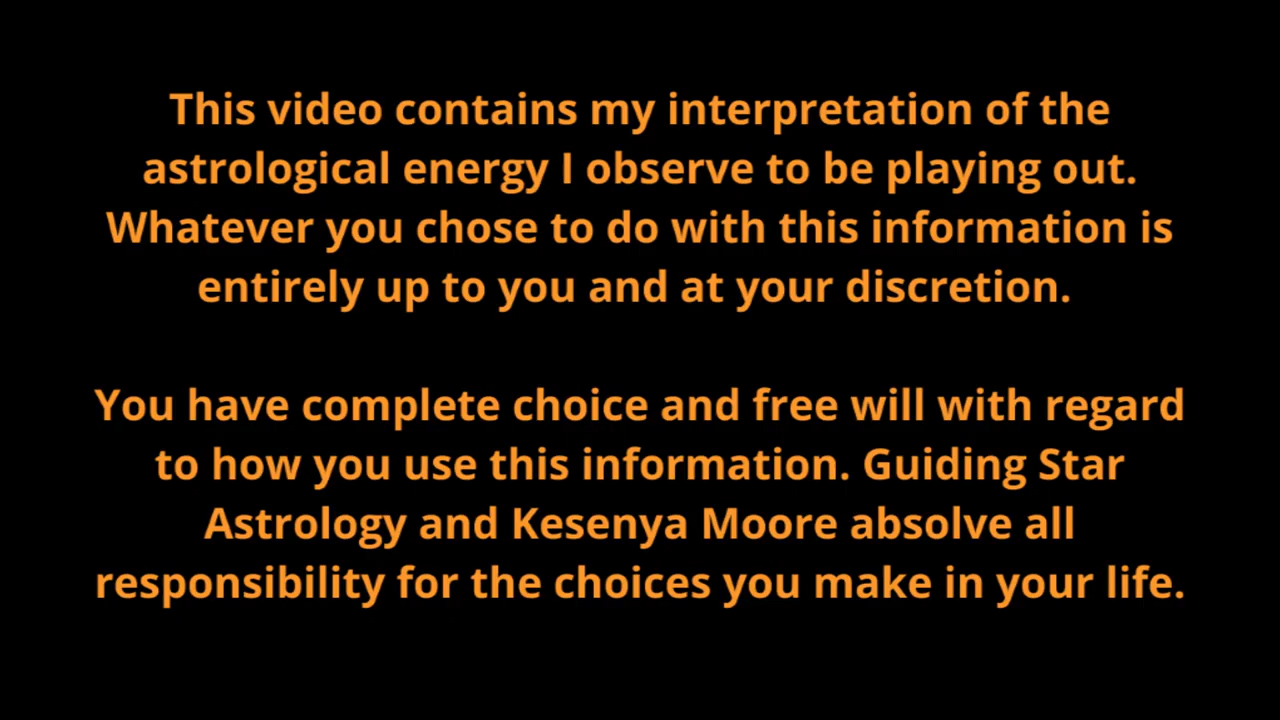 This video contains my interpretation of the
astrological energy I observe to be playing out.
Whatever you chose to do with this information is
entirely up to you and at your discretion.
You have complete choice and free will with regard
to how you use this information. Guiding Star
Astrology and Kesenya Moore absolve all
responsibility for the choices you make in your life.